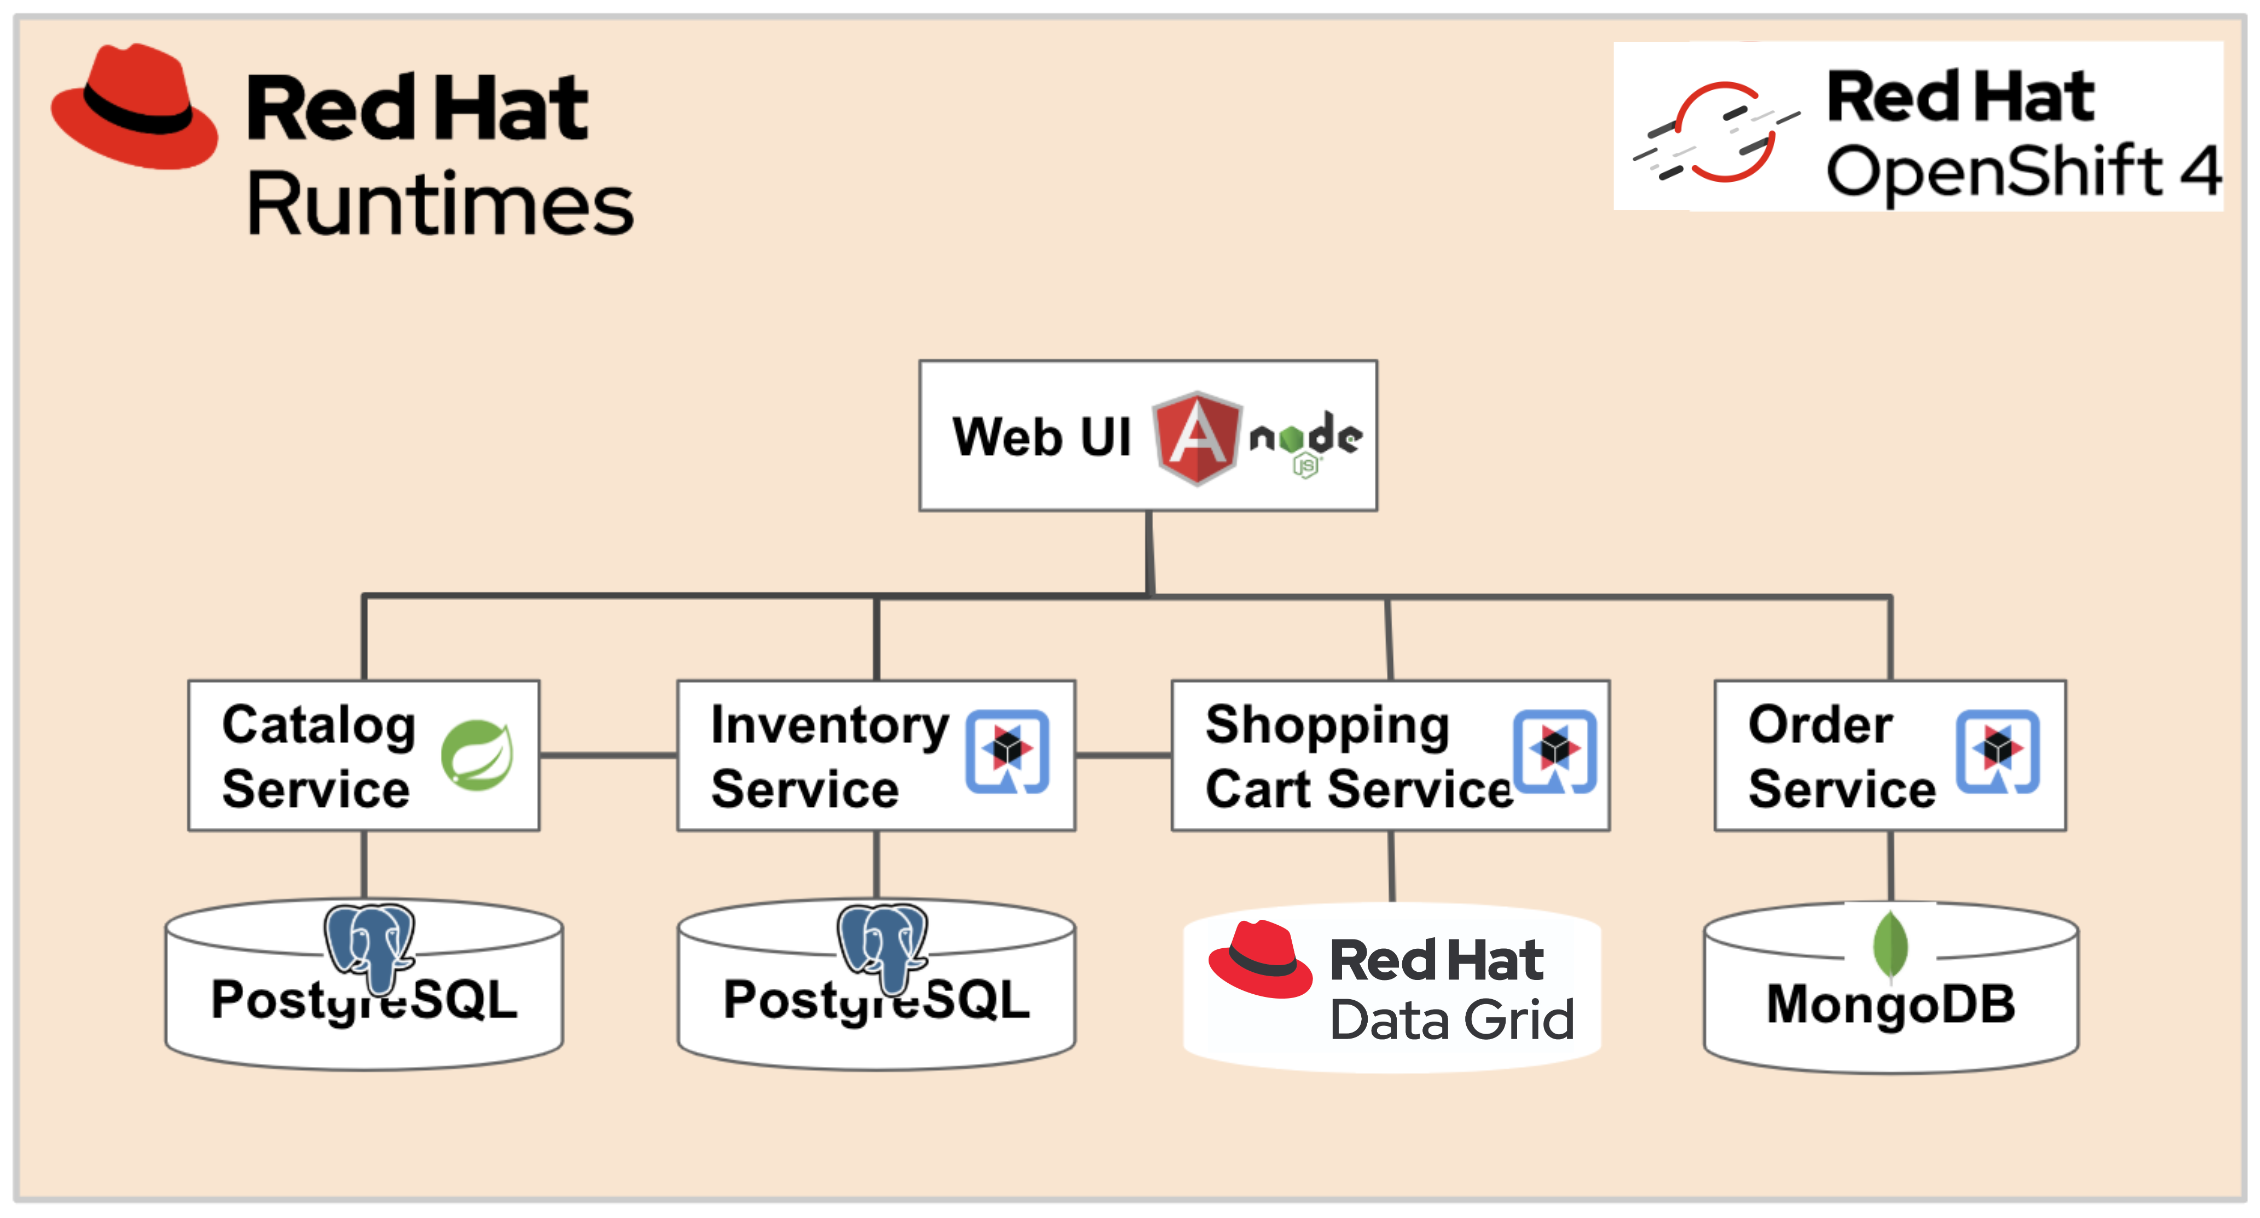 Red Hat
Runtimes
Red Hat
OpenShift 4
Web UI
node
JS
Catalog
Service
Inventory
Service
Shopping
Cart Service
Order
Service
PostgreSQL
PostgreSQL
Red Hat
Data Grid
MongoDB